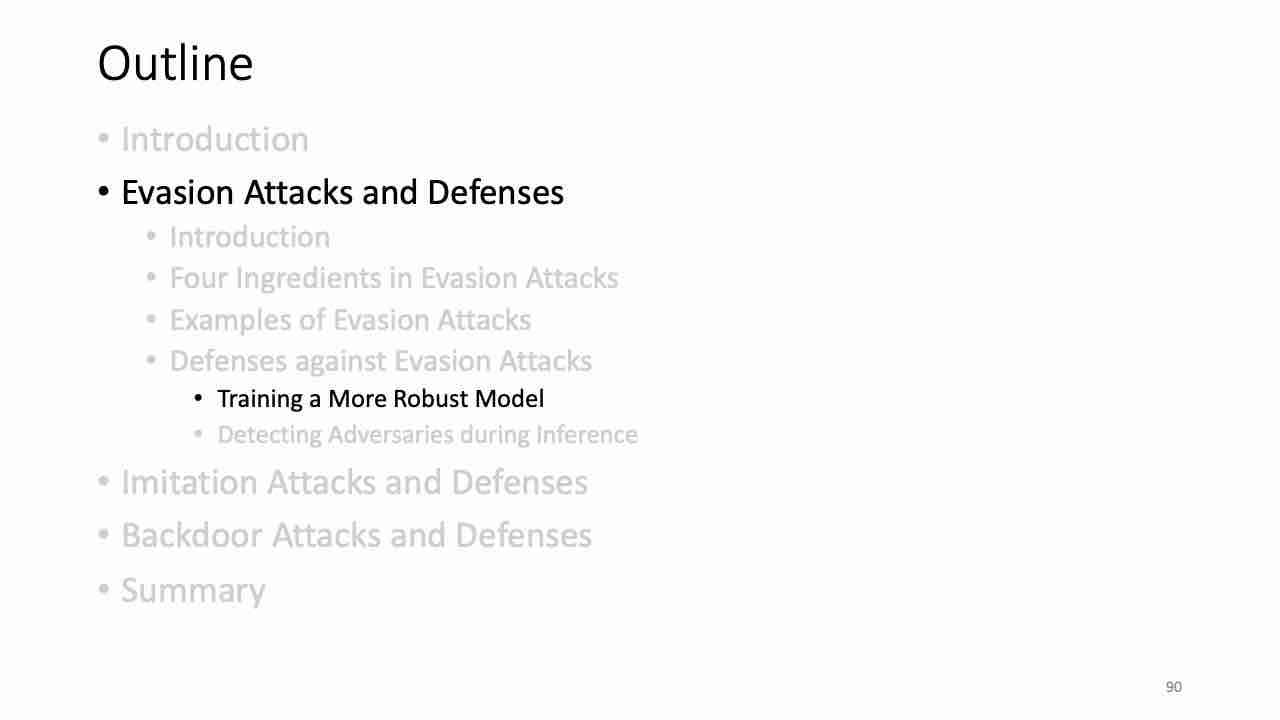 Outline
• Introduction
• Evasion Attacks and Defenses
• Introduction
• Four Ingredients in Evasion Attacks
• Examples of Evasion Attacks
• Defenses against Evasion Attacks
• Training a More Robust Model
• Detecting Adversaries during Inference
• Imitation Attacks and Defenses
• Backdoor Attacks and Defenses
• Summary
90